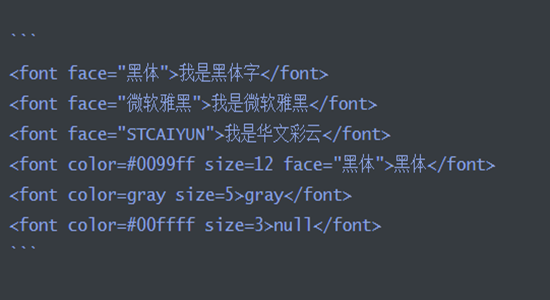 ```
<font face="黑体">我是黑体字</font>
<font face="微软雅黑">我是微软雅黑</font>
<font face="STCAIYUN">我是华文彩云</font>
<font color=#0099ff size=12 face="黑体">黑体</font>
<font color=gray size=5>gray</font>
<font color=#00ffff size=3>null</font>
```